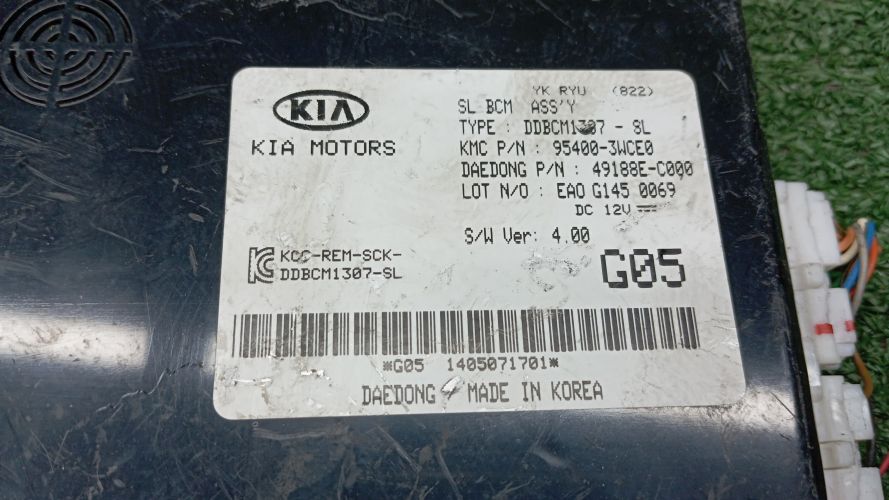 YK RYU (822)
KIA
SL BCM ASS'Y
TYPE : DDBCM1307 - SL
KIA MOTORS
KMC P/N : 95400-3WCE0
DAEDONG P/N : 49188E-C000
LOT N/O : EAO G145 0069
DC 12V
S/W Ver: 4.00
KCC-REM-SCK-
DDBCM1307-SL
G05
*G05 1405071701*
DAEDONG / MADE IN KOREA